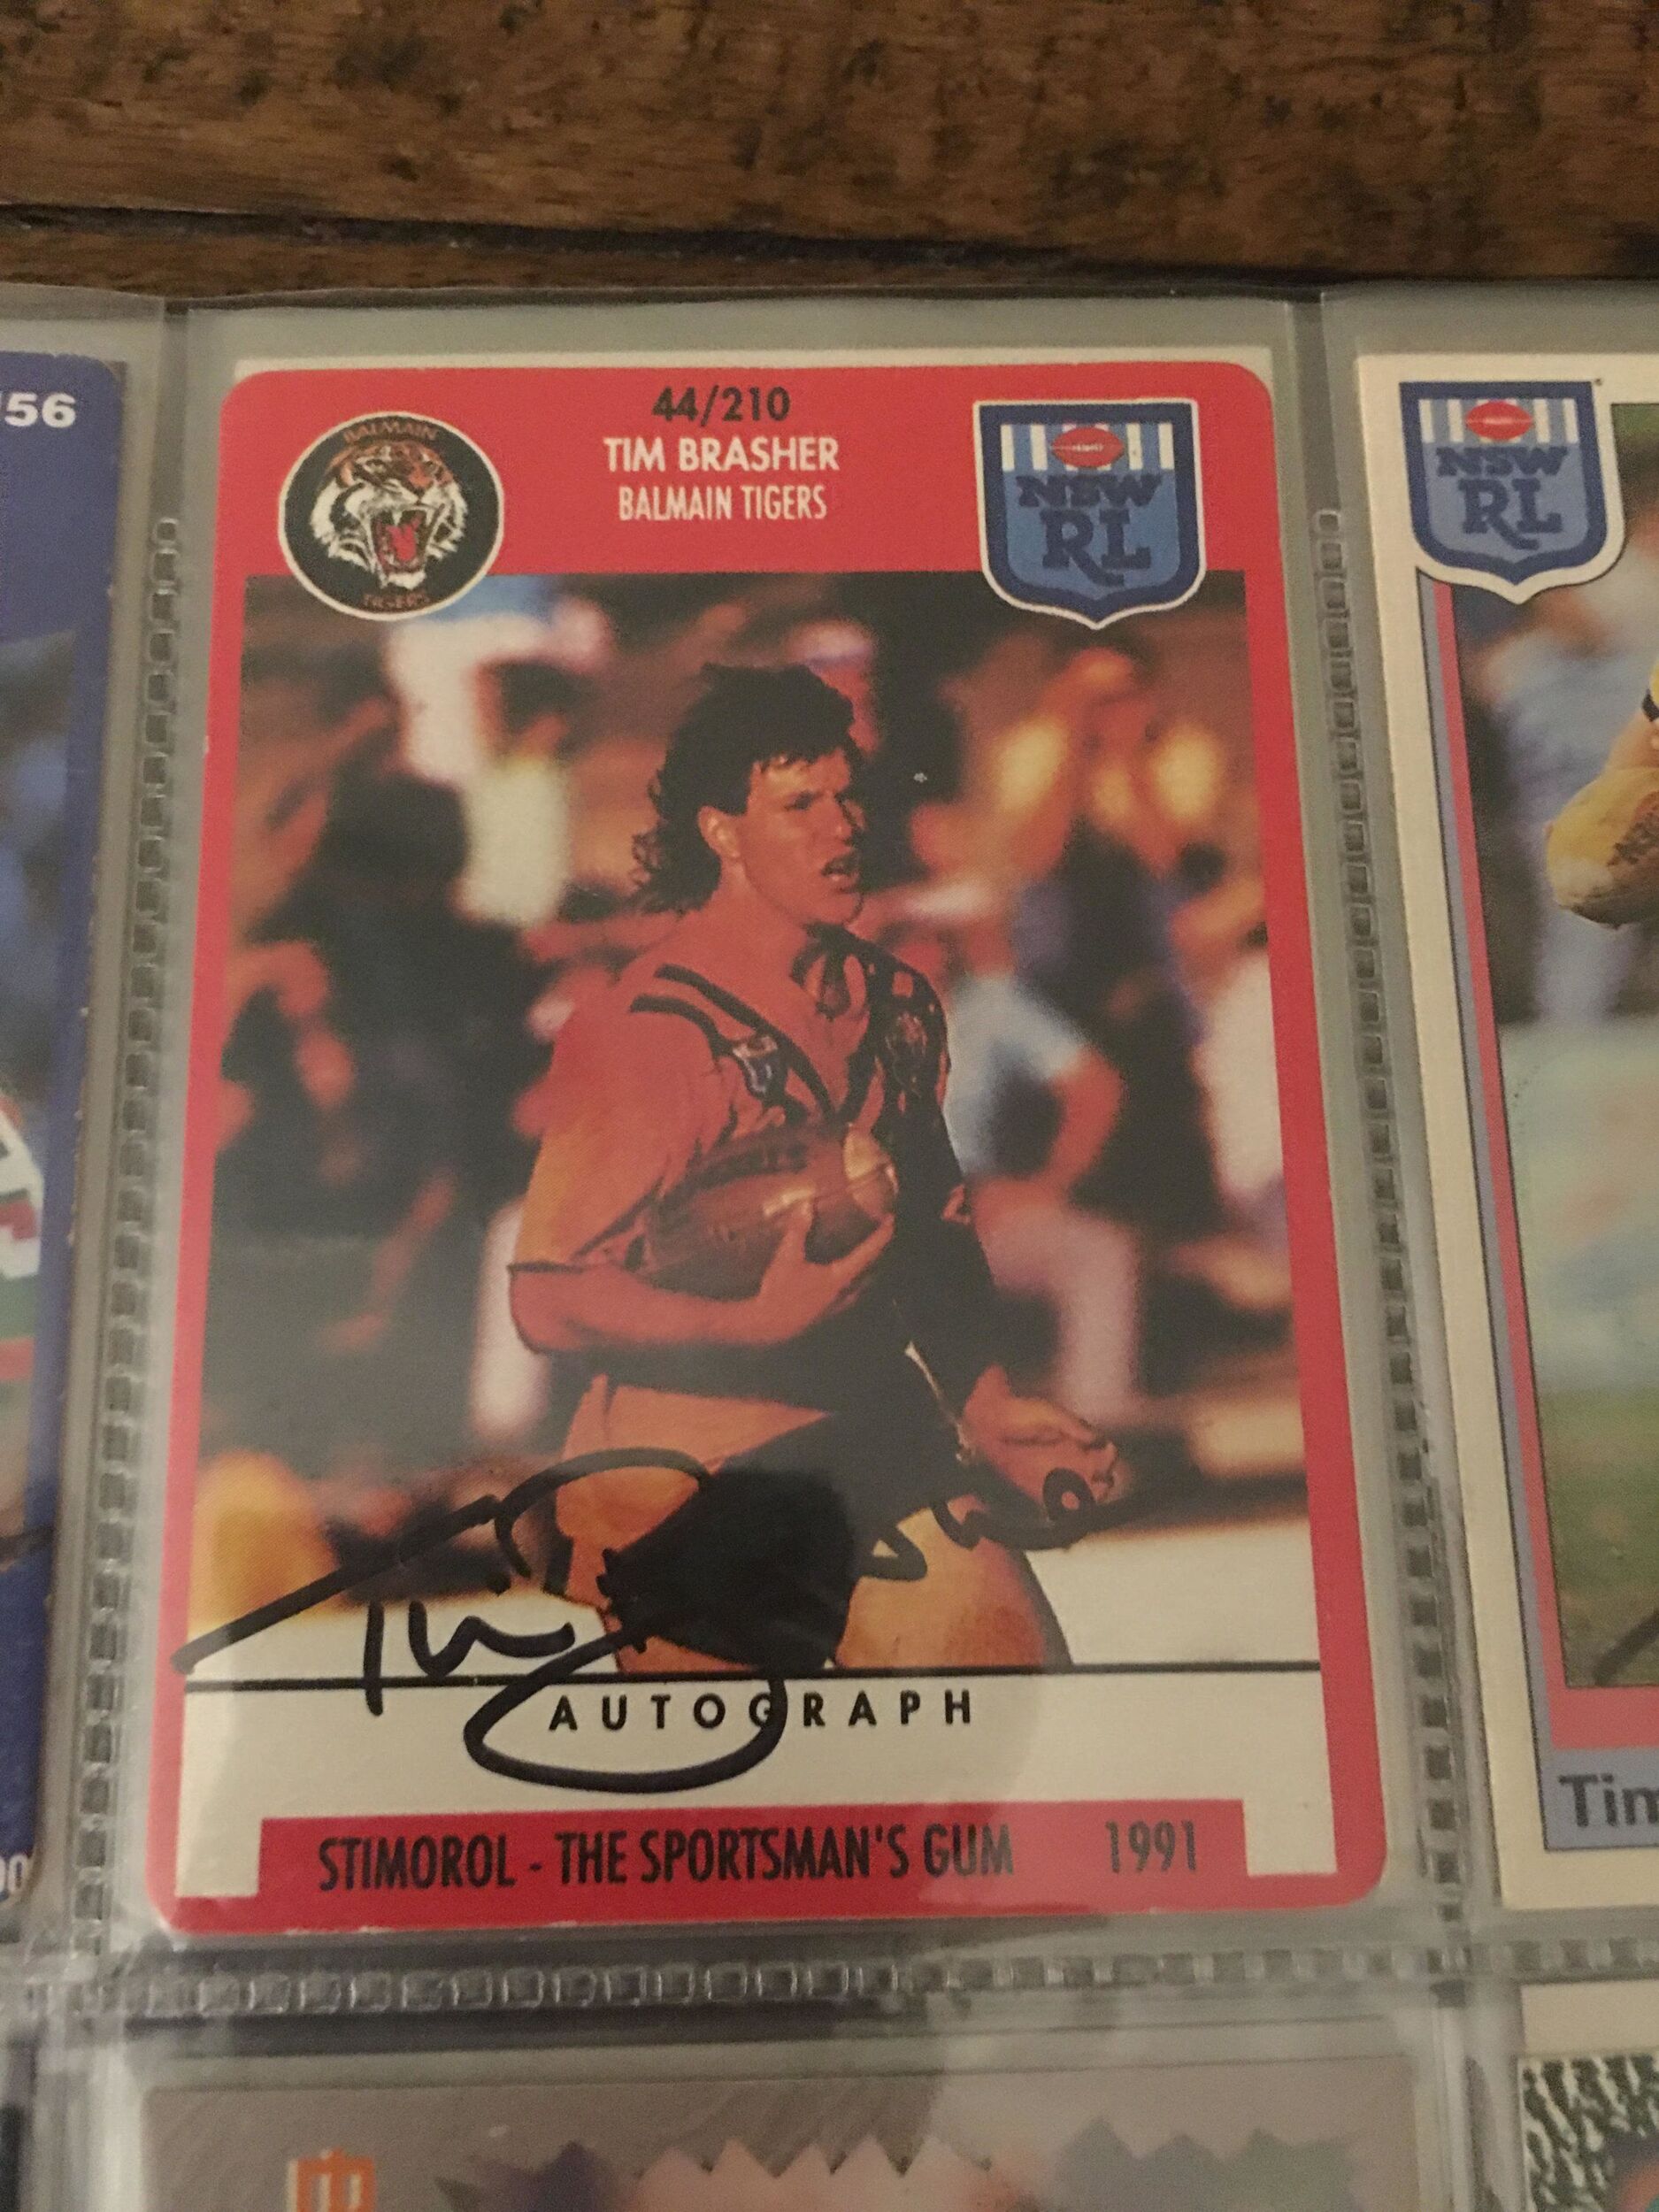 '56
44/210
TIM BRASHER
BALMAIN TIGERS
BALMAIN
TIGERS
NSW
RL
NSW
RL
Tim
AUTOGRAPH
STIMOROL - THE SPORTSMAN'S GUM 1991
Tim